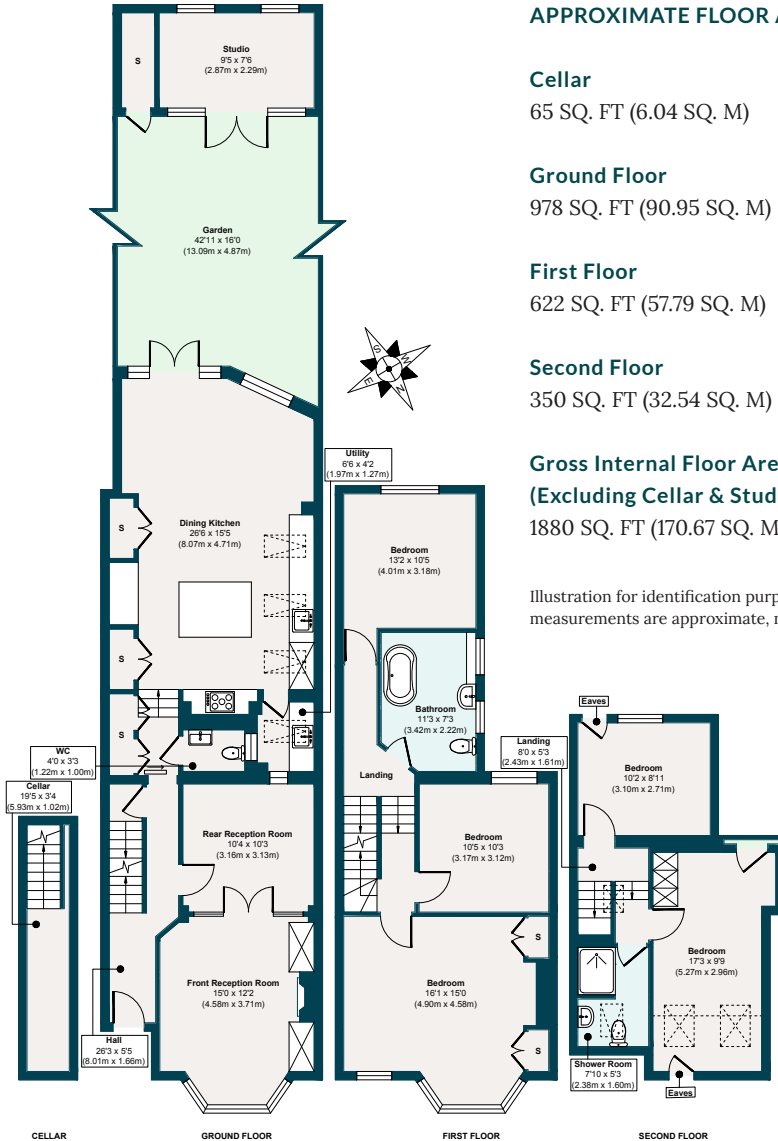 APPROXIMATE FLOOR
Cellar
65 SQ. FT (6.04 SQ. M)
Ground Floor
978 SQ. FT (90.95 SQ. M)
First Floor
622 SQ. FT (57.79 SQ. M)
Second Floor
350 SQ. FT (32.54 SQ. M)
Gross Internal Floor Are
(Excluding Cellar & Stud
1880 SQ. FT (170.67 SQ. M
Illustration for identification purp
measurements are approximate,
S
Studio
9'5 x 7'6
(2.87m x 2.29m)
Garden
42'11 x 16'0
(13.09m x 4.87m)
S
W
E
N
Utility
6'6 x 4'2
(1.97m x 1.27m)
S
Dining Kitchen
26'6 x 15'5
(8.07m x 4.71m)
S
S
WC
4'0 x 3'3
(1.22m x 1.00m)
Cellar
19'5 x 3'4
(5.93m x 1.02m)
Rear Reception Room
10'4 x 10'3
(3.16m x 3.13m)
Front Reception Room
15'0 x 12'2
(4.58m x 3.71m)
Hall
26'3 x 5'5
(8.01m x 1.66m)
Bedroom
13'2 x 10'5
(4.01m x 3.18m)
Bathroom
11'3 x 7'3
(3.42m x 2.22m)
Landing
Bedroom
10'5 x 10'3
(3.17m x 3.12m)
S
Bedroom
16'1 x 15'0
(4.90m x 4.58m)
S
Eaves
Landing
8'0 x 5'3
(2.43m x 1.61m)
Bedroom
10'2 x 8'11
(3.10m x 2.71m)
Bedroom
17'3 x 9'9
(5.27m x 2.96m)
Shower Room
7'10 x 5'3
(2.38m x 1.60m)
Eaves
CELLAR
GROUND FLOOR
FIRST FLOOR
SECOND FLOOR